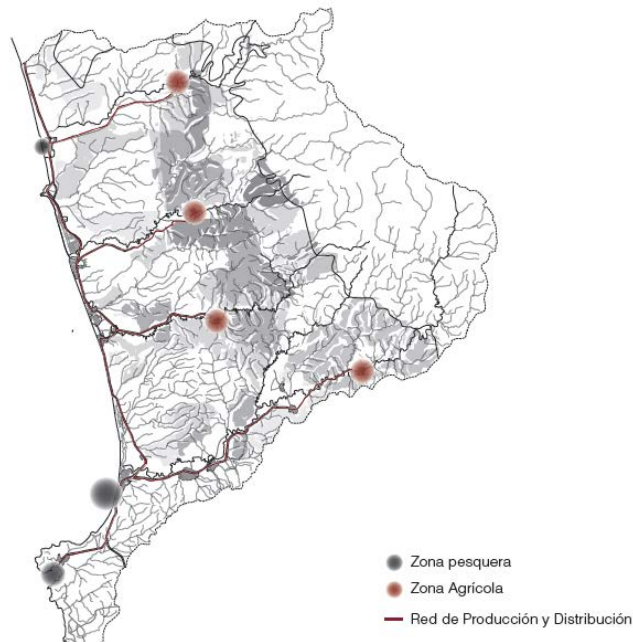 Zona pesquera
Zona Agrícola
Red de Producción y Distribución